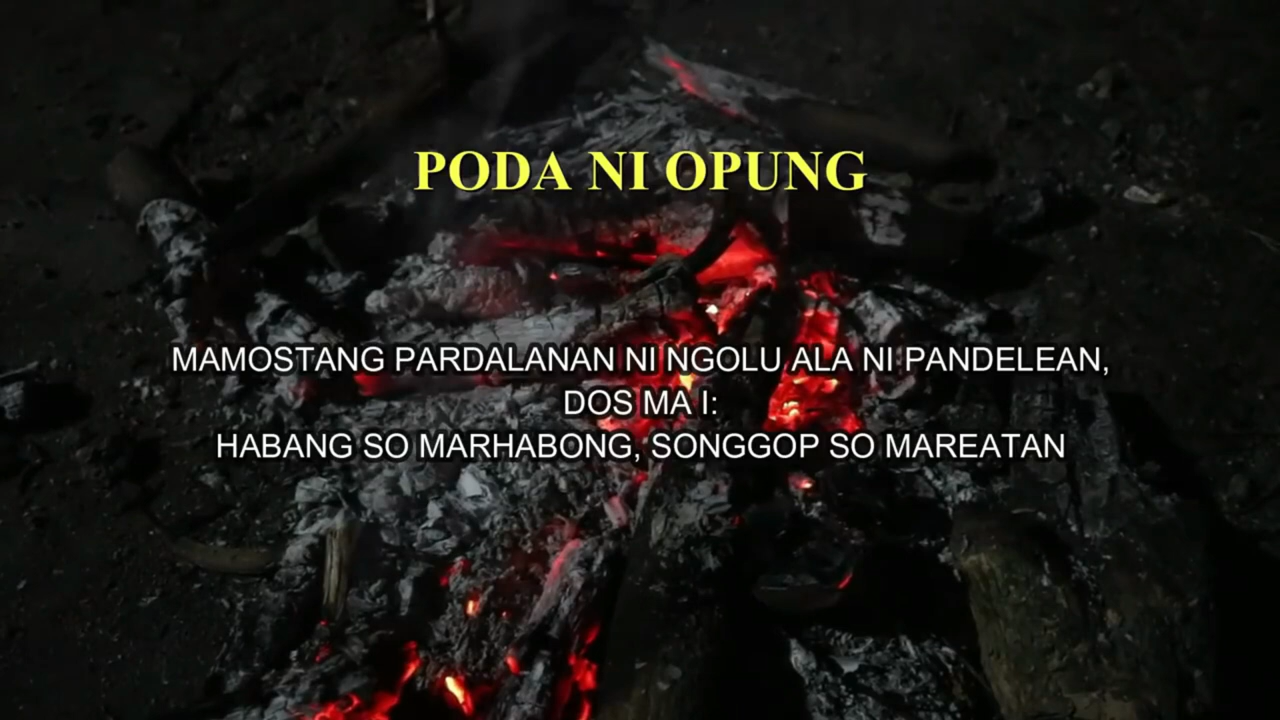 PODA NI OPUNG
MAMOSTANG PARDALANAN NI NGOLU ALA NI PANDELEAN,
DOS MA I:
HABANG SO MARHABONG, SONGGOP SO MAREATAN